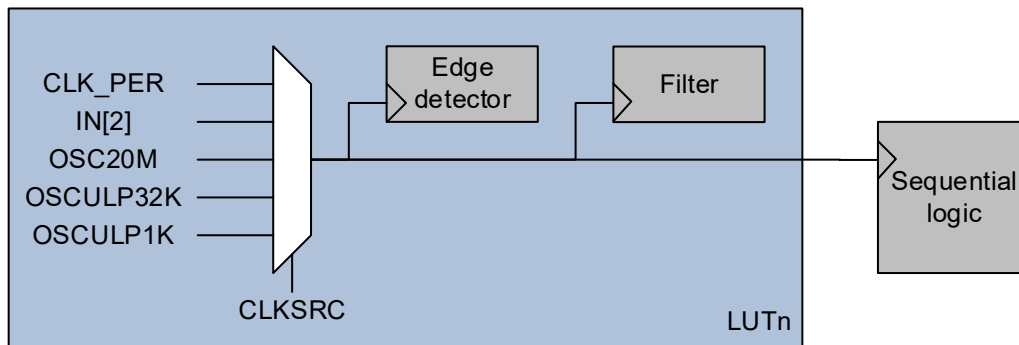 CLK_PER
IN[2]
OSC20M
OSCULP32K
OSCULP1K
CLKSRC
Edge
detector
Filter
Sequential
logic
LUTn